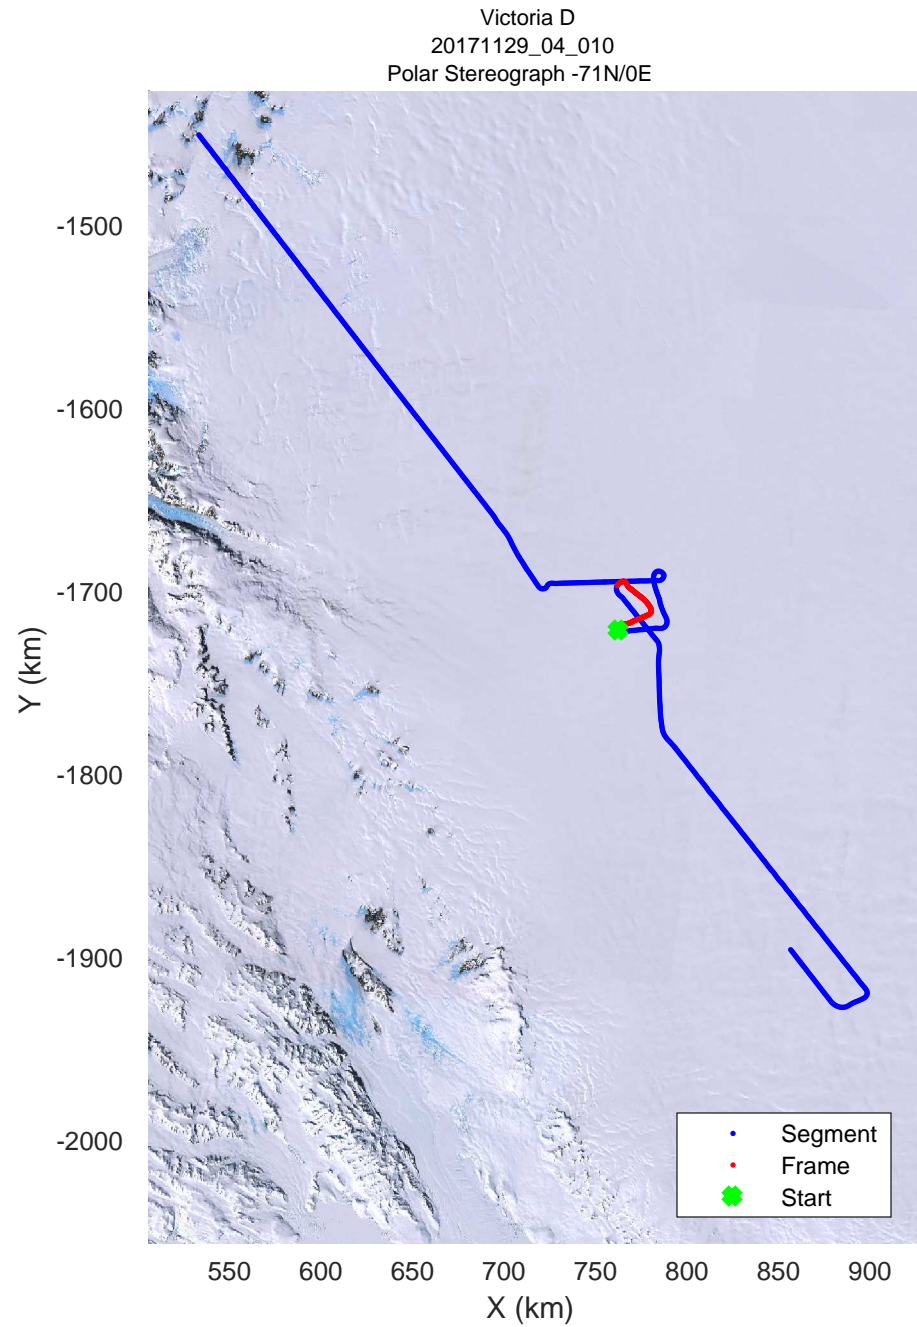 Victoria D
20171129_04_010
Polar Stereograph -71N/0E
-1500
-1600
-1700
-1800
-1900
-2000
Y (km)
550 600 650 700 750 800 850 900
X (km)
Segment
Frame
Start